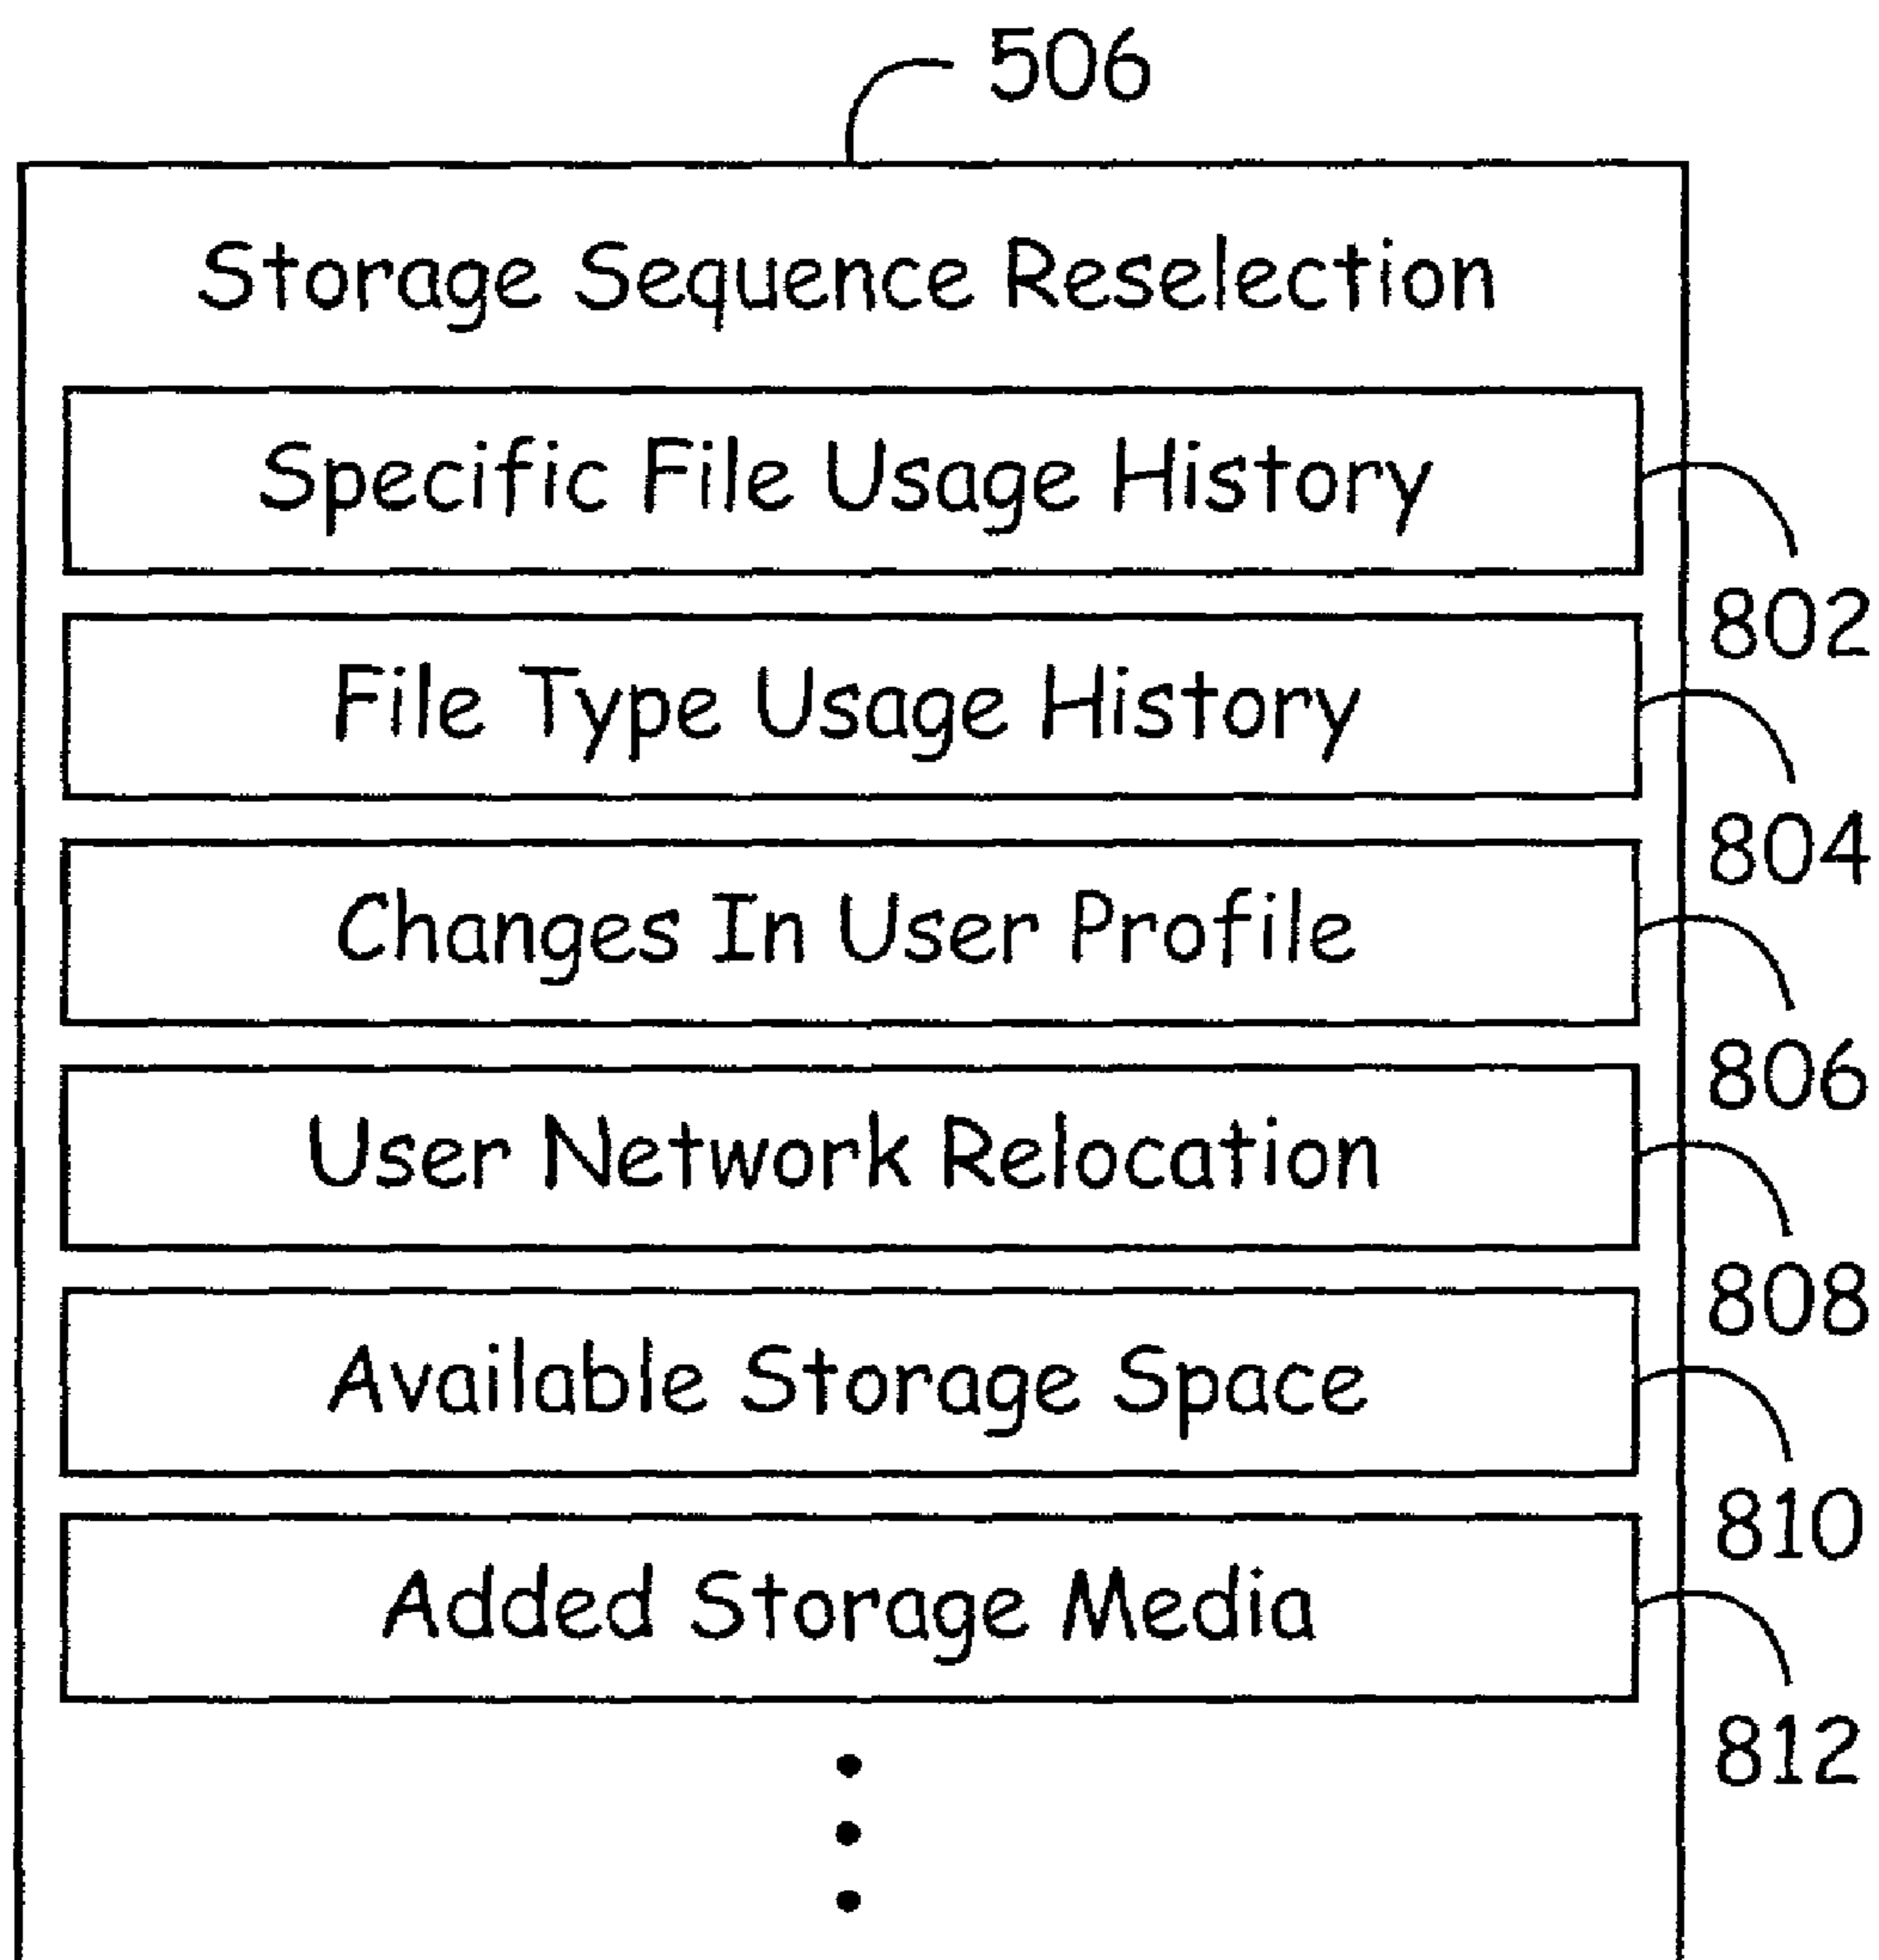 506
Storage Sequence Reselection
Specific File Usage History
802
File Type Usage History
804
Changes In User Profile
806
User Network Relocation
808
Available Storage Space
810
Added Storage Media
812